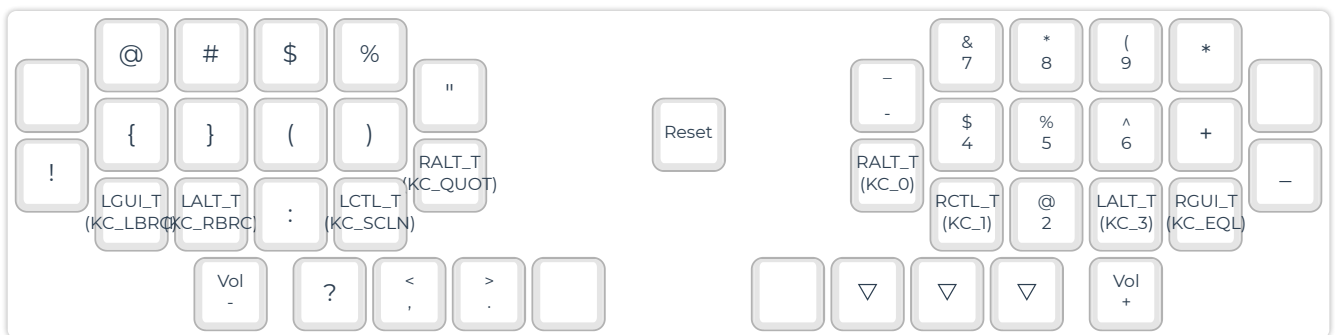 @ # $ % & * ( *
7 8 9
" _
-
{ } ( ) Reset $ % ^ +
4 5 6
! RALT_T RALT_T _
(KC_QUOT) (KC_0)
LGUI_T LALT_T : LCTL_T RCTL_T @ LALT_T RGUI_T
(KC_LBRC) (KC_RBRC) (KC_SCLN) (KC_1) 2 (KC_3) (KC_EQL)
Vol ? < > ▽ ▽ ▽ Vol
- , . +